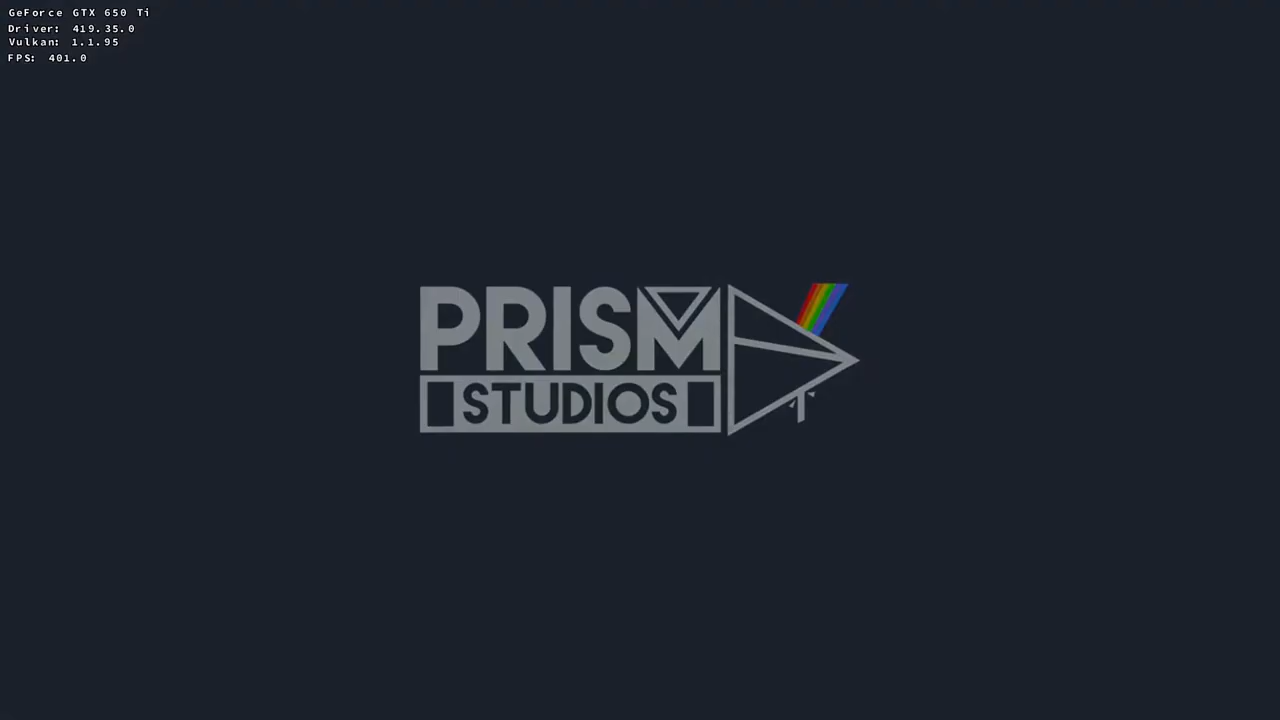 GeForce GTX 650 Ti
Driver: 419.35.0
Vulkan: 1.1.95
FPS: 401.0
PRISM
STUDIOS